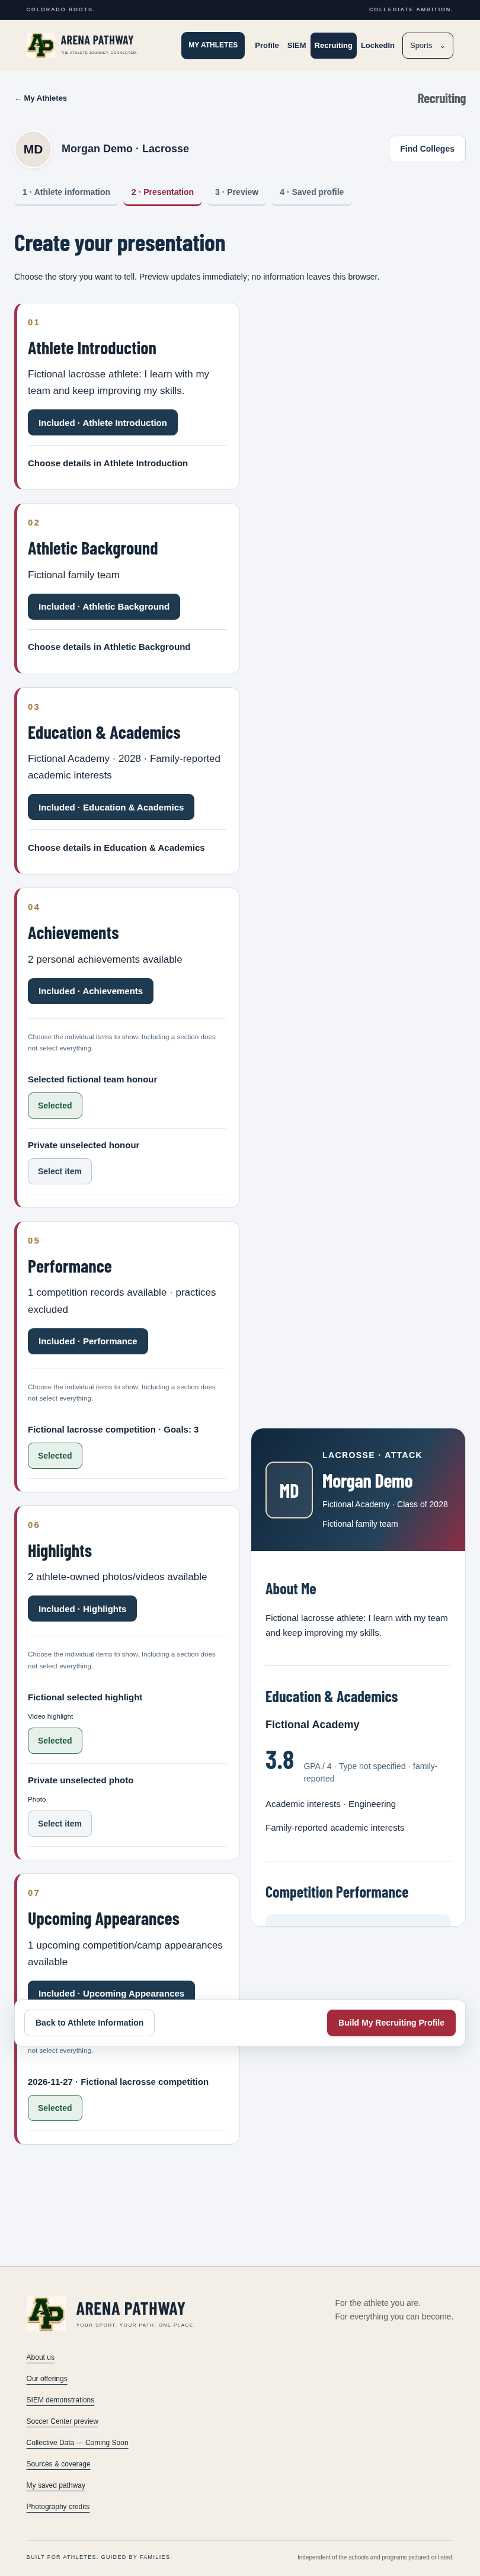 COLORADO ROOTS.
COLLEGIATE AMBITION.
AP
ARENA PATHWAY
THE ATHLETE JOURNEY, CONNECTED.
MY ATHLETES
Profile
SIEM
Recruiting
LockedIn
Sports
← My Athletes
Recruiting
MD
Morgan Demo · Lacrosse
Find Colleges
1 · Athlete information
2 · Presentation
3 · Preview
4 · Saved profile
Create your presentation
Choose the story you want to tell. Preview updates immediately; no information leaves this browser.
01
Athlete Introduction
Fictional lacrosse athlete: I learn with my
team and keep improving my skills.
Included · Athlete Introduction
Choose details in Athlete Introduction
02
Athletic Background
Fictional family team
Included · Athletic Background
Choose details in Athletic Background
03
Education & Academics
Fictional Academy · 2028 · Family-reported
academic interests
Included · Education & Academics
Choose details in Education & Academics
04
Achievements
2 personal achievements available
Included · Achievements
Choose the individual items to show. Including a section does
not select everything.
Selected fictional team honour
Selected
Private unselected honour
Select item
05
Performance
1 competition records available · practices
excluded
Included · Performance
Choose the individual items to show. Including a section does
not select everything.
Fictional lacrosse competition · Goals: 3
Selected
06
Highlights
2 athlete-owned photos/videos available
Included · Highlights
Choose the individual items to show. Including a section does
not select everything.
Fictional selected highlight
Video highlight
Selected
Private unselected photo
Photo
Select item
07
Upcoming Appearances
1 upcoming competition/camp appearances
available
Included · Upcoming Appearances
LACROSSE · ATTACK
MD
Morgan Demo
Fictional Academy · Class of 2028
Fictional family team
About Me
Fictional lacrosse athlete: I learn with my team
and keep improving my skills.
Education & Academics
Fictional Academy
3.8
GPA / 4 · Type not specified · family-
reported
Academic interests · Engineering
Family-reported academic interests
Competition Performance
Back to Athlete Information
Build My Recruiting Profile
not select everything.
2026-11-27 · Fictional lacrosse competition
Selected
AP
ARENA PATHWAY
YOUR SPORT. YOUR PATH. ONE PLACE.
For the athlete you are.
For everything you can become.
About us
Our offerings
SIEM demonstrations
Soccer Center preview
Collective Data — Coming Soon
Sources & coverage
My saved pathway
Photography credits
BUILT FOR ATHLETES. GUIDED BY FAMILIES.
Independent of the schools and programs pictured or listed.